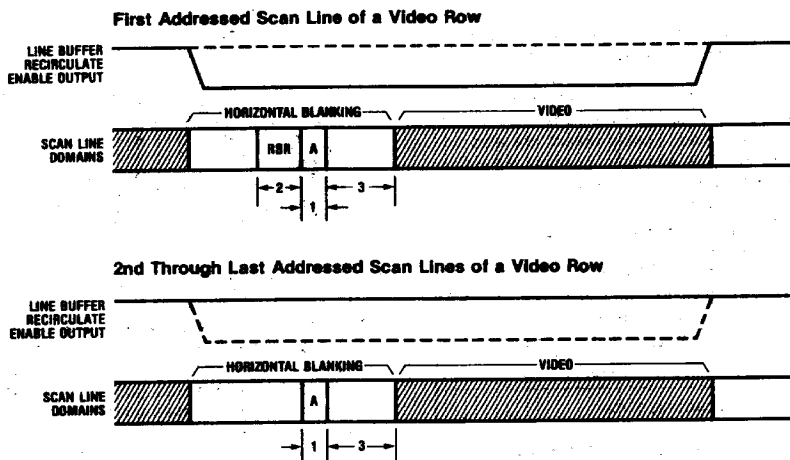 First Addressed Scan Line of a Video Row
LINE BUFFER
RECIRCULATE
ENABLE OUTPUT
HORIZONTAL BLANKING
VIDEO
SCAN LINE
DOMAINS
RBR
A
2
3
1
2nd Through Last Addressed Scan Lines of a Video Row
LINE BUFFER
RECIRCULATE
ENABLE OUTPUT
HORIZONTAL BLANKING
VIDEO
SCAN LINE
DOMAINS
A
1
3